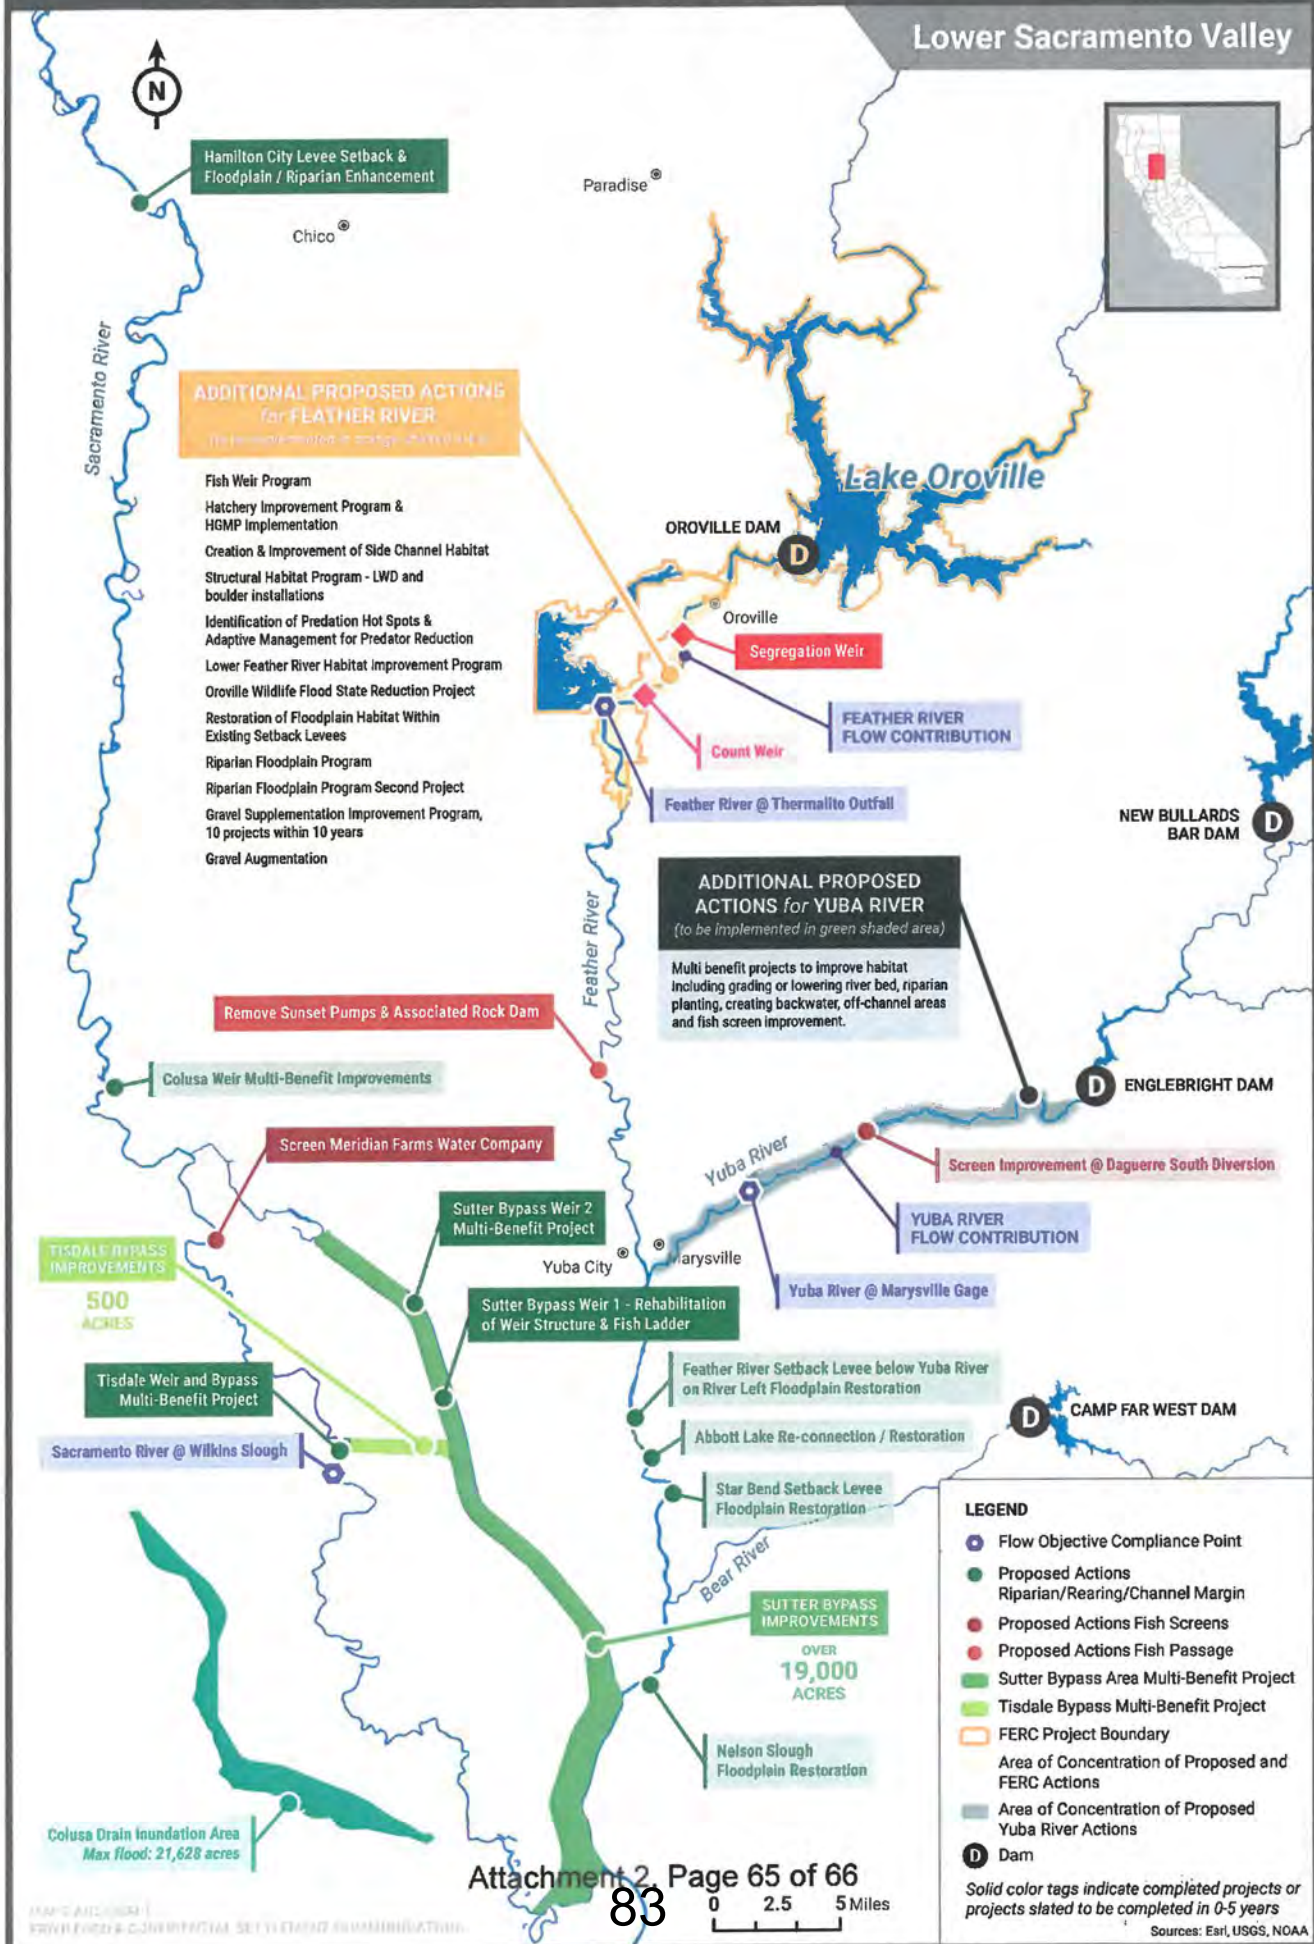 Lower Sacramento Valley
N
Hamilton City Levee Setback &
Floodplain / Riparian Enhancement
Paradise
Chico
Sacramento River
ADDITIONAL PROPOSED ACTIONS
for FEATHER RIVER
Fish Weir Program
Hatchery Improvement Program &
HGMP Implementation
Creation & Improvement of Side Channel Habitat
Structural Habitat Program - LWD and
boulder installations
Identification of Predation Hot Spots &
Adaptive Management for Predator Reduction
Lower Feather River Habitat Improvement Program
Oroville Wildlife Flood State Reduction Project
Restoration of Floodplain Habitat Within
Existing Setback Levees
Riparian Floodplain Program
Riparian Floodplain Program Second Project
Gravel Supplementation Improvement Program,
10 projects within 10 years
Gravel Augmentation
Lake Oroville
OROVILLE DAM
D
Oroville
Segregation Weir
FEATHER RIVER
FLOW CONTRIBUTION
Count Weir
Feather River @ Thermalito Outfall
NEW BULLARDS
BAR DAM
D
ADDITIONAL PROPOSED
ACTIONS for YUBA RIVER
(to be implemented in green shaded area)
Multi benefit projects to improve habitat
including grading or lowering river bed, riparian
planting, creating backwater, off-channel areas
and fish screen improvement.
Feather River
Remove Sunset Pumps & Associated Rock Dam
Colusa Weir Multi-Benefit Improvements
D
ENGLEBRIGHT DAM
Screen Meridian Farms Water Company
Yuba River
Screen Improvement @ Daguerre South Diversion
Sutter Bypass Weir 2
Multi-Benefit Project
YUBA RIVER
FLOW CONTRIBUTION
TISDALE BYPASS
IMPROVEMENTS
500
ACRES
Yuba City
Marysville
Yuba River @ Marysville Gage
Sutter Bypass Weir 1 - Rehabilitation
of Weir Structure & Fish Ladder
Tisdale Weir and Bypass
Multi-Benefit Project
Feather River Setback Levee below Yuba River
on River Left Floodplain Restoration
D
CAMP FAR WEST DAM
Abbott Lake Re-connection / Restoration
Sacramento River @ Wilkins Slough
Star Bend Setback Levee
Floodplain Restoration
Bear River
SUTTER BYPASS
IMPROVEMENTS
OVER
19,000
ACRES
Nelson Slough
Floodplain Restoration
Colusa Drain Inundation Area
Max flood: 21,628 acres
LEGEND
Flow Objective Compliance Point
Proposed Actions
Riparian/Rearing/Channel Margin
Proposed Actions Fish Screens
Proposed Actions Fish Passage
Sutter Bypass Area Multi-Benefit Project
Tisdale Bypass Multi-Benefit Project
FERC Project Boundary
Area of Concentration of Proposed and
FERC Actions
Area of Concentration of Proposed
Yuba River Actions
D Dam
Solid color tags indicate completed projects or
projects slated to be completed in 0-5 years
Sources: Esri, USGS, NOAA
Attachment 2, Page 65 of 66
83
0 2.5 5 Miles
PRIVILEGED & CONFIDENTIAL SETTLEMENT COMMUNICATION